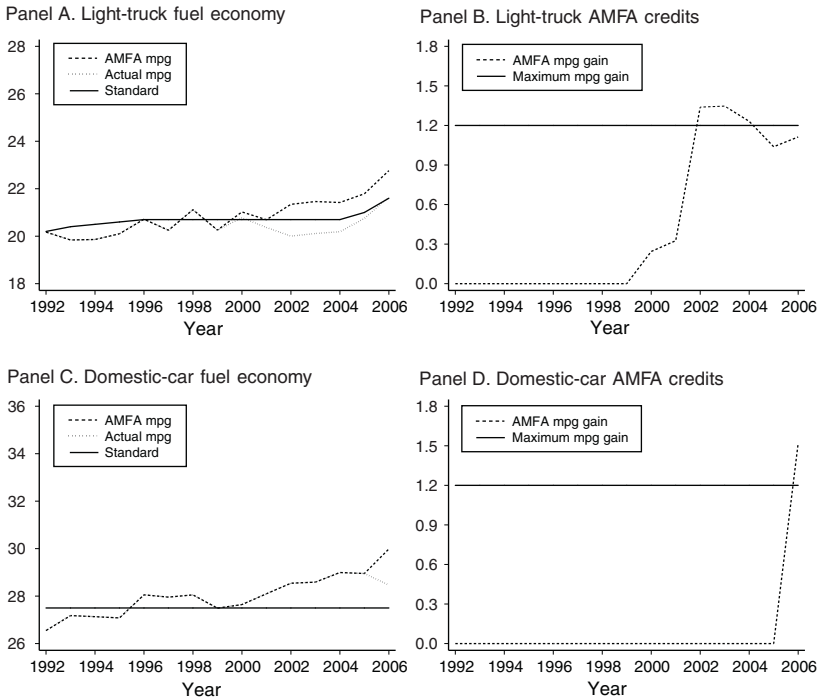 Panel A. Light-truck fuel economy
28
26
24
22
20
18
AMFA mpg
Actual mpg
Standard
1992 1994 1996 1998 2000 2002 2004 2006
Year
Panel B. Light-truck AMFA credits
1.8
1.5
1.2
0.9
0.6
0.3
0.0
AMFA mpg gain
Maximum mpg gain
1992 1994 1996 1998 2000 2002 2004 2006
Year
Panel C. Domestic-car fuel economy
36
34
32
30
28
26
AMFA mpg
Actual mpg
Standard
1992 1994 1996 1998 2000 2002 2004 2006
Year
Panel D. Domestic-car AMFA credits
1.8
1.5
1.2
0.9
0.6
0.3
0.0
AMFA mpg gain
Maximum mpg gain
1992 1994 1996 1998 2000 2002 2004 2006
Year